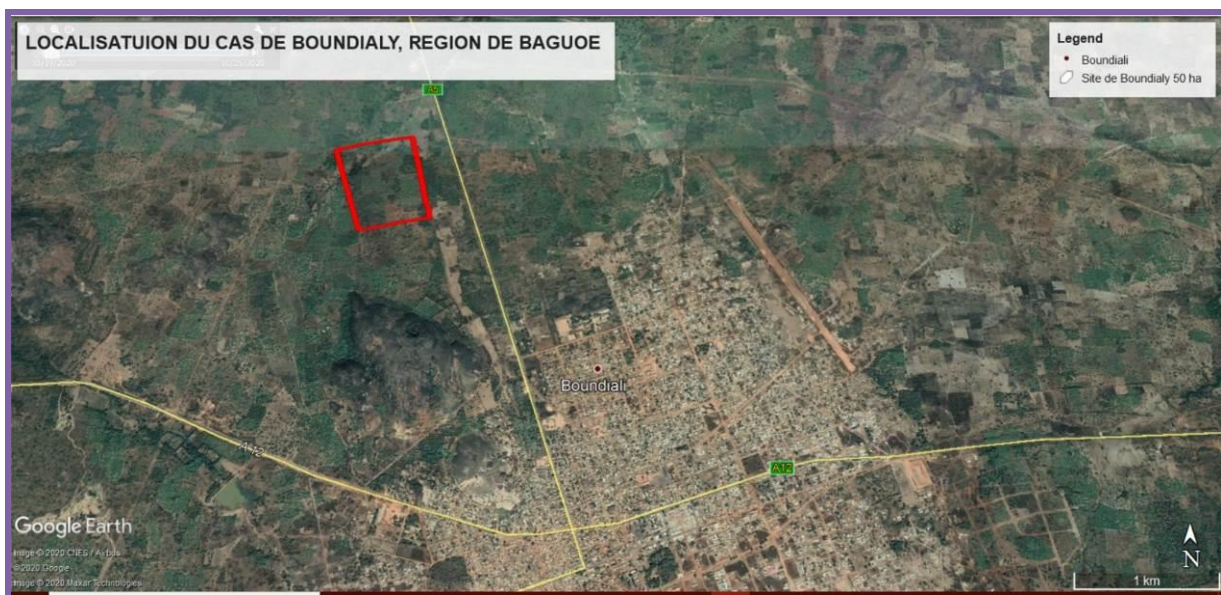 LOCALISATUION DU CAS DE BOUNDIALY, REGION DE BAGUOE
Legend
Boundiali
Site de Boundialy 50 ha
A5
Boundiali
A12
A12
Google Earth
Image © 2020 CNES / Airbus
© 2020 Google
Image © 2020 Maxar Technologies
N
1 km